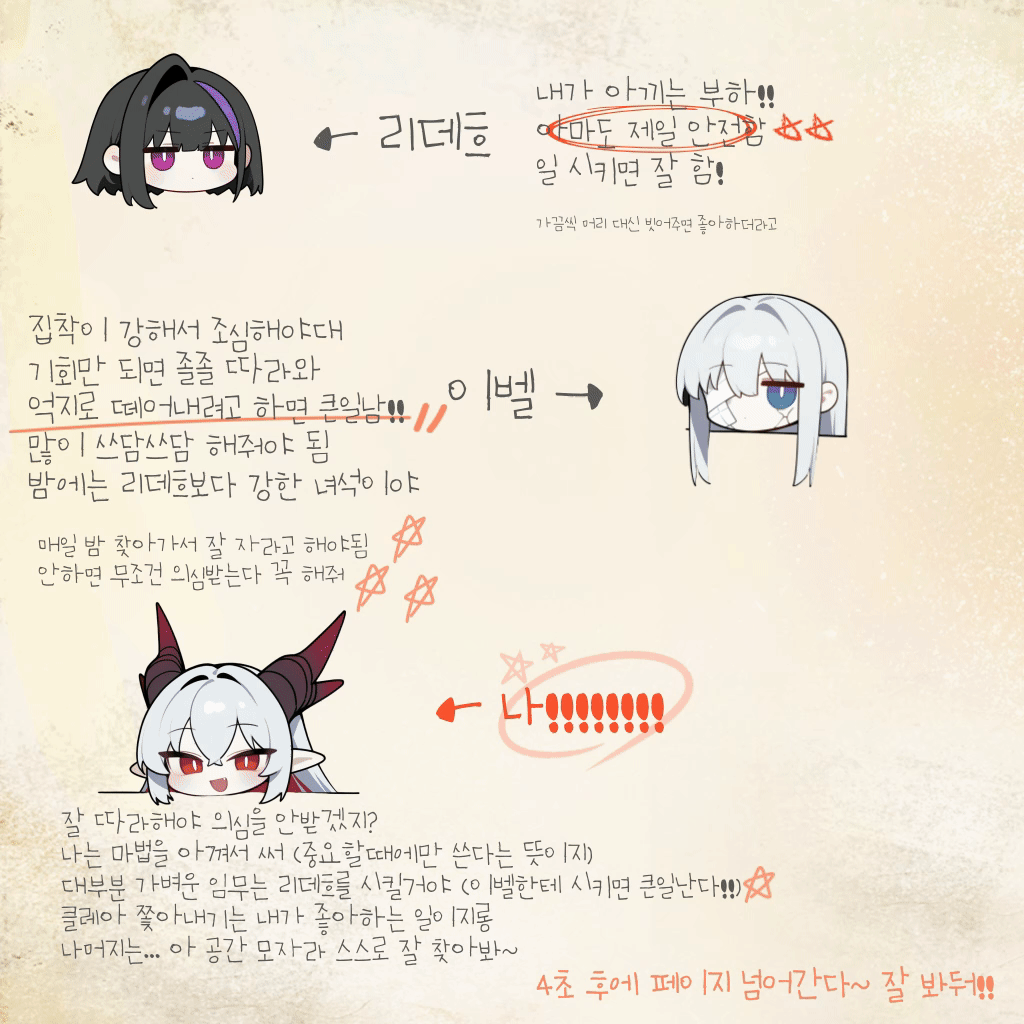 리데흐
내가 아끼는 부하!!
아마도 제일 안전함
일 시키면 잘 함!
가끔씩 머리 대신 빗어주면 좋아하더라고
집착이 강해서 조심해야대
기회만 되면 졸졸 따라와
억지로 떼어내려고 하면 큰일남!!
많이 쓰담쓰담 해줘야 됨
밤에는 리데흐보다 강한 녀석이야
이벨
매일 밤 찾아가서 잘 자라고 해야됨
안하면 무조건 의심받는다 꼭 해줘
나!!!!!!!!
잘 따라해야 의심을 안받겠지?
나는 마법을 아껴서 써 (중요할때에만 쓴다는 뜻이지)
대부분 가벼운 임무는 리데흐를 시킬거야 (이벨한테 시키면 큰일난다!!)
클레아 쫓아내기는 내가 좋아하는 일이지롱
나머지는... 아 공간 모자라 스스로 잘 찾아봐~
4초 후에 페이지 넘어간다~ 잘 봐둬!!